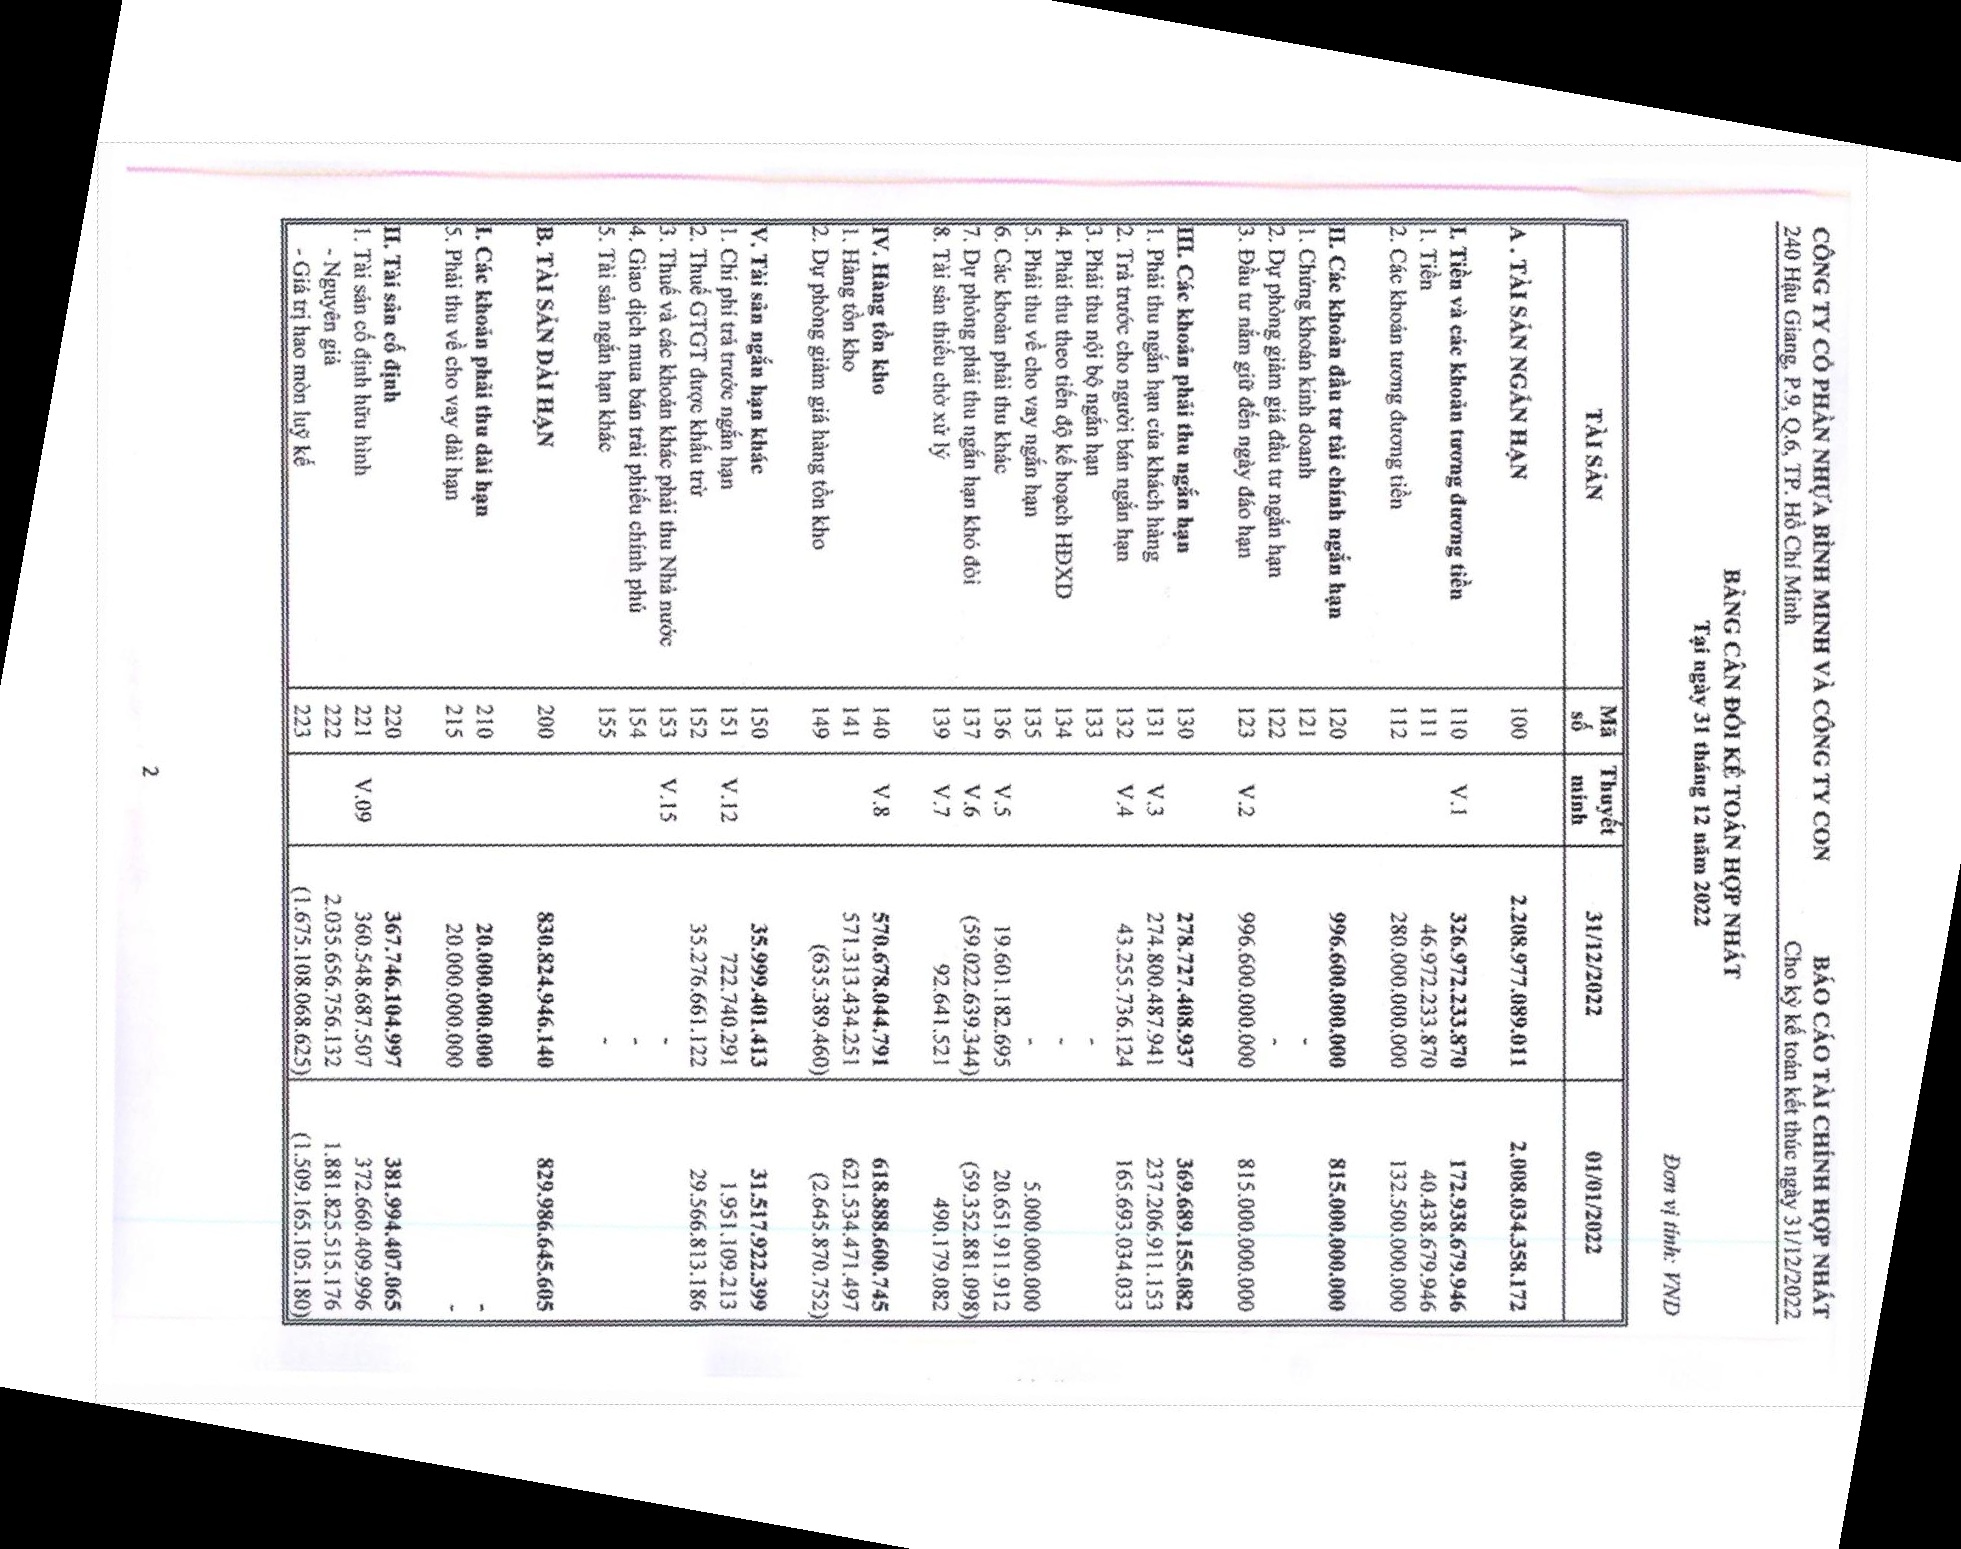 CÔNG TY CỔ PHẦN NHỰA BÌNH MINH VÀ CÔNG TY CON BÁO CÁO TÀI CHÍNH HỢP NHẤT
240 Hậu Giang, P.9, Q.6, TP. Hồ Chí Minh Cho kỳ kế toán kết thúc ngày 31/12/2022
BẢNG CÂN ĐỐI KẾ TOÁN HỢP NHẤT
Tại ngày 31 tháng 12 năm 2022
Đơn vị tính: VND
TÀI SẢN Mã số Thuyết minh 31/12/2022 01/01/2022
A . TÀI SẢN NGẮN HẠN 100 2.208.977.089.011 2.008.034.358.172
I. Tiền và các khoản tương đương tiền 110 V.1 326.972.233.870 172.938.679.946
1. Tiền 111 46.972.233.870 40.438.679.946
2. Các khoản tương đương tiền 112 280.000.000.000 132.500.000.000
II. Các khoản đầu tư tài chính ngắn hạn 120 996.600.000.000 815.000.000.000
1. Chứng khoán kinh doanh 121 -
2. Dự phòng giảm giá đầu tư ngắn hạn 122 -
3. Đầu tư nắm giữ đến ngày đáo hạn 123 V.2 996.600.000.000 815.000.000.000
III. Các khoản phải thu ngắn hạn 130 278.727.408.937 369.689.155.082
1. Phải thu ngắn hạn của khách hàng 131 V.3 274.800.487.941 237.206.911.153
2. Trả trước cho người bán ngắn hạn 132 V.4 43.255.736.124 165.693.034.033
3. Phải thu nội bộ ngắn hạn 133 -
4. Phải thu theo tiến độ kế hoạch HĐXD 134 -
5. Phải thu về cho vay ngắn hạn 135 - 5.000.000.000
6. Các khoản phải thu khác 136 V.5 19.601.182.695 20.651.911.912
7. Dự phòng phải thu ngắn hạn khó đòi 137 V.6 (59.022.639.344) (59.352.881.098)
8. Tài sản thiếu chờ xử lý 139 V.7 92.641.521 490.179.082
IV. Hàng tồn kho 140 V.8 570.678.044.791 618.888.600.745
1. Hàng tồn kho 141 571.313.434.251 621.534.471.497
2. Dự phòng giảm giá hàng tồn kho 149 (635.389.460) (2.645.870.752)
V. Tài sản ngắn hạn khác 150 35.999.401.413 31.517.922.399
1. Chi phí trả trước ngắn hạn 151 V.12 722.740.291 1.951.109.213
2. Thuế GTGT được khấu trừ 152 35.276.661.122 29.566.813.186
3. Thuế và các khoản khác phải thu Nhà nước 153 V.15 -
4. Giao dịch mua bán trái phiếu chính phủ 154 -
5. Tài sản ngắn hạn khác 155 -
B. TÀI SẢN DÀI HẠN 200 830.824.946.140 829.986.645.605
I. Các khoản phải thu dài hạn 210 20.000.000.000 -
5. Phải thu về cho vay dài hạn 215 20.000.000.000 -
II. Tài sản cố định 220 367.746.104.997 381.994.407.065
1. Tài sản cố định hữu hình 221 V.09 360.548.687.507 372.660.409.996
- Nguyên giá 222 2.035.656.756.132 1.881.825.515.176
- Giá trị hao mòn luỹ kế 223 (1.675.108.068.625) (1.509.165.105.180)
2